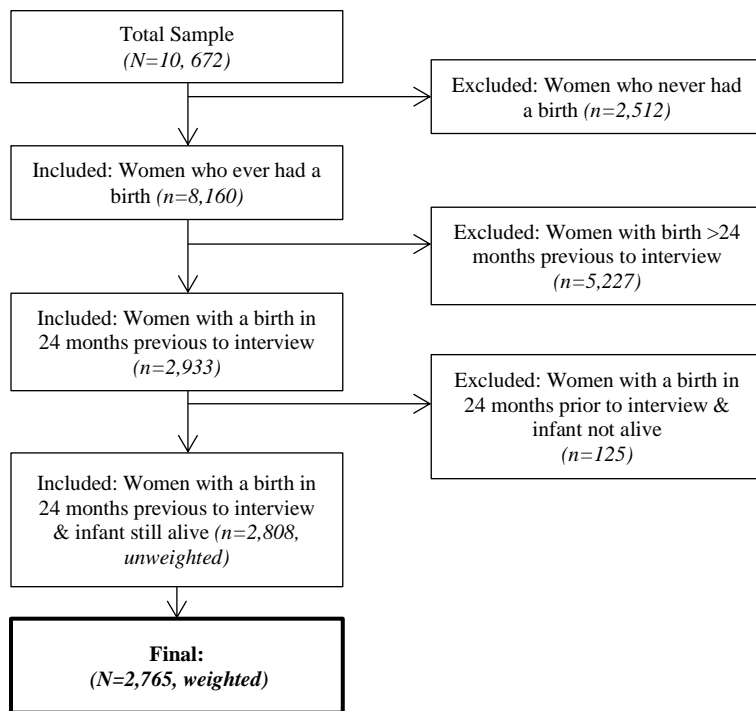 Total Sample
(N=10, 672)
Excluded: Women who never had
a birth (n=2,512)
Included: Women who ever had a
birth (n=8,160)
Excluded: Women with birth >24
months previous to interview
(n=5,227)
Included: Women with a birth in
24 months previous to interview
(n=2,933)
Excluded: Women with a birth in
24 months prior to interview &
infant not alive
(n=125)
Included: Women with a birth in
24 months previous to interview
& infant still alive (n=2,808,
unweighted)
Final:
(N=2,765, weighted)